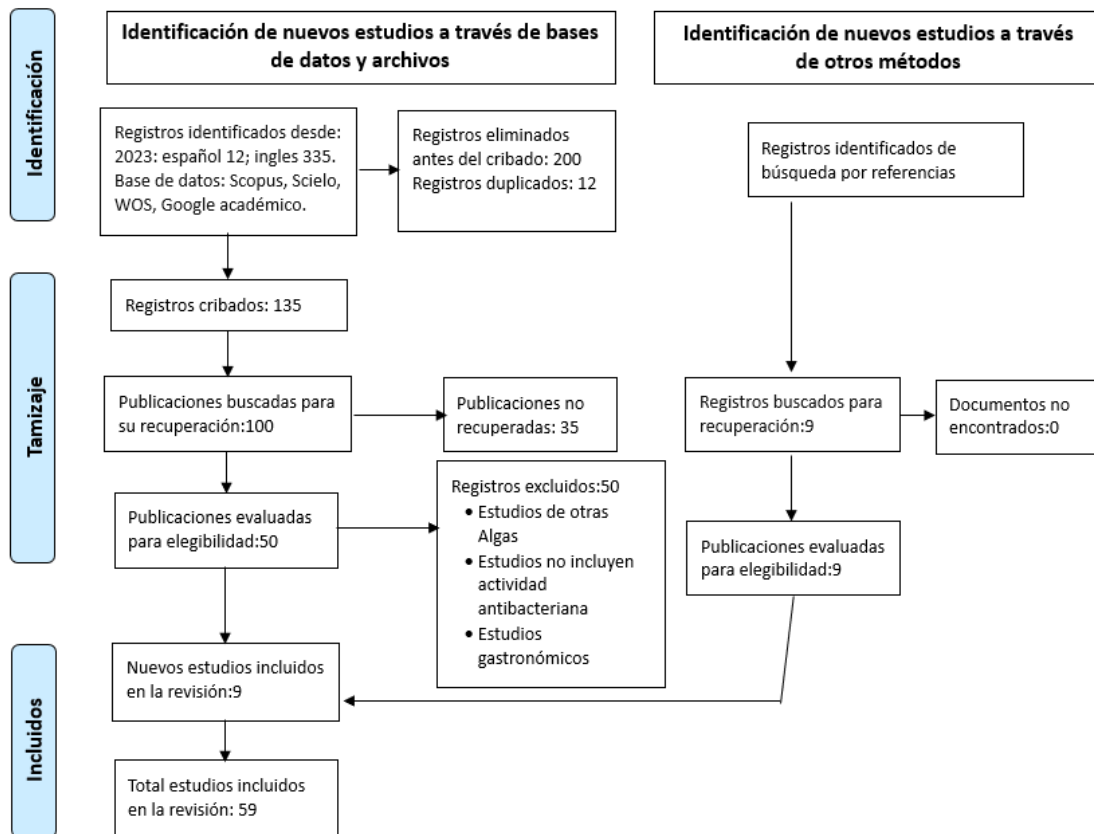 Identificación
Identificación de nuevos estudios a través de bases
de datos y archivos
Identificación de nuevos estudios a través
de otros métodos
Registros identificados desde:
2023: español 12; ingles 335.
Base de datos: Scopus, Scielo,
WOS, Google académico.
Registros eliminados
antes del cribado: 200
Registros duplicados: 12
Registros identificados de
búsqueda por referencias
Tamizaje
Registros cribados: 135
Publicaciones buscadas para
su recuperación:100
Publicaciones no
recuperadas: 35
Registros buscados para
recuperación:9
Documentos no
encontrados:0
Publicaciones evaluadas
para elegibilidad:50
Registros excluidos:50
• Estudios de otras
Algas
• Estudios no incluyen
actividad
antibacteriana
• Estudios
gastronómicos
Publicaciones evaluadas
para elegibilidad:9
Incluidos
Nuevos estudios incluidos
en la revisión:9
Total estudios incluidos
en la revisión: 59